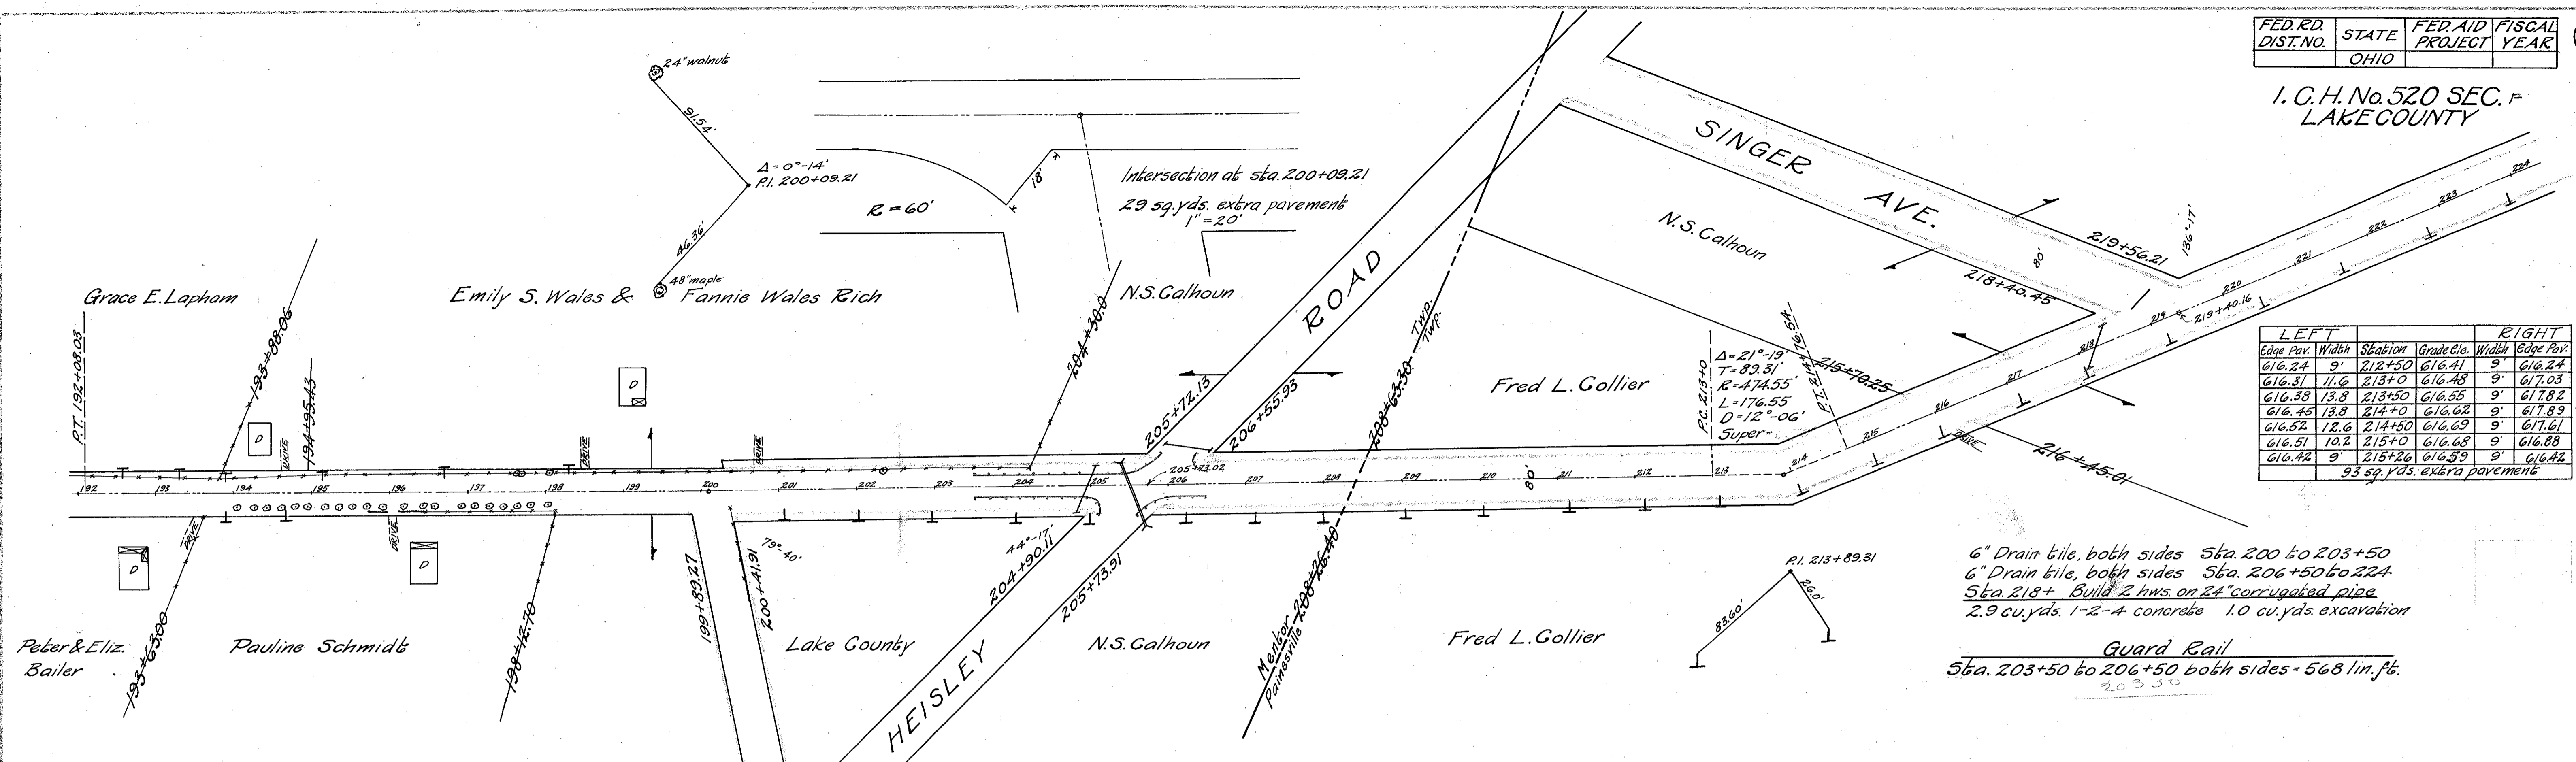 FED. RD. DIST. NO. STATE FED. AID PROJECT FISCAL YEAR
OHIO
I. C. H. No. 520 SEC. F
LAKE COUNTY
24" walnut
91.54'
Δ = 0°-14'
P.I. 200+09.21
46.36'
48" maple
R = 60'
18'
Intersection at sta. 200+09.21
29 sq. yds. extra pavement
1" = 20'
SINGER AVE.
N.S. Calhoun
80'
219+56.21
136°-17'
218+40.45
219+40.16
Grace E. Lapham
Emily S. Wales & Fannie Wales Rich
N.S. Calhoun
ROAD
Twp.
Twp.
Fred L. Collier
P.T. 192+08.03
193+88.06
194+95.43
204+30.0
205+72.13
206+55.93
208+63.30
P.C. 213+0
Δ = 21°-19'
T = 89.31'
R = 474.55'
L = 176.55
D = 12°-06'
Super =
P.T. 214+76.54
215+70.25
LEFT RIGHT
Edge Pav. Width Station Grade Ele. Width Edge Pav.
616.24 9' 212+50 616.41 9' 616.24
616.31 11.6 213+0 616.48 9' 617.03
616.38 13.8 213+50 616.55 9' 617.82
616.45 13.8 214+0 616.62 9' 617.89
616.52 12.6 214+50 616.69 9' 617.61
616.51 10.2 215+0 616.68 9' 616.88
616.42 9' 215+26 616.59 9' 616.42
93 sq. yds. extra pavement
D
D
DRIVE
DRIVE
DRIVE
205+73.02
192 193 194 195 196 197 198 199 200 201 202 203 204 205 206 207 208 209 210 211 212 213 214 215 216 217 218 219 220 221 222 223 224
80'
DRIVE
DRIVE
DRIVE
216+45.01
D
D
79°-40'
44°-17'
204+90.11
205+73.91
199+89.27
200+41.91
193+63.00
198+12.70
208+26.40
Mentor
Painesville
Peter & Eliz.
Bailer
Pauline Schmidt
Lake County
HEISLEY
N.S. Calhoun
Fred L. Collier
P.I. 213+89.31
83.60'
26.0'
6" Drain tile, both sides Sta. 200 to 203+50
6" Drain tile, both sides Sta. 206+50 to 224
Sta. 218+ Build 2 hws. on 24" corrugated pipe
2.9 cu. yds. 1-2-4 concrete 1.0 cu. yds. excavation
Guard Rail
Sta. 203+50 to 206+50 both sides = 568 lin. ft.
20350